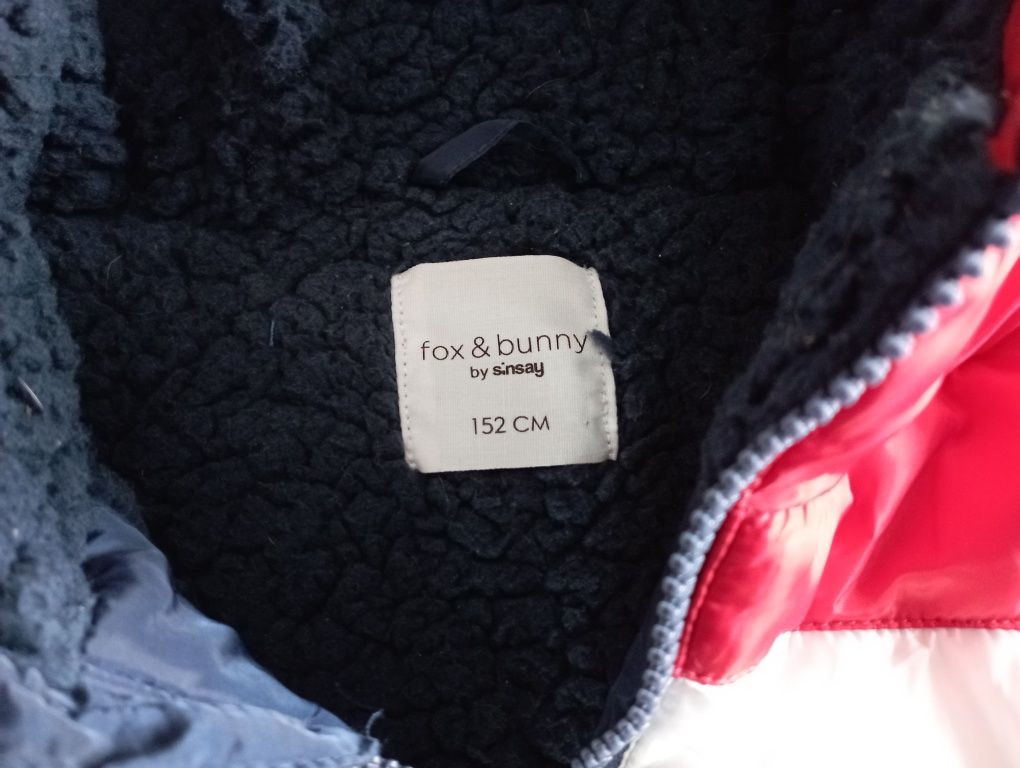 fox & bunny
by sinsay
152 CM